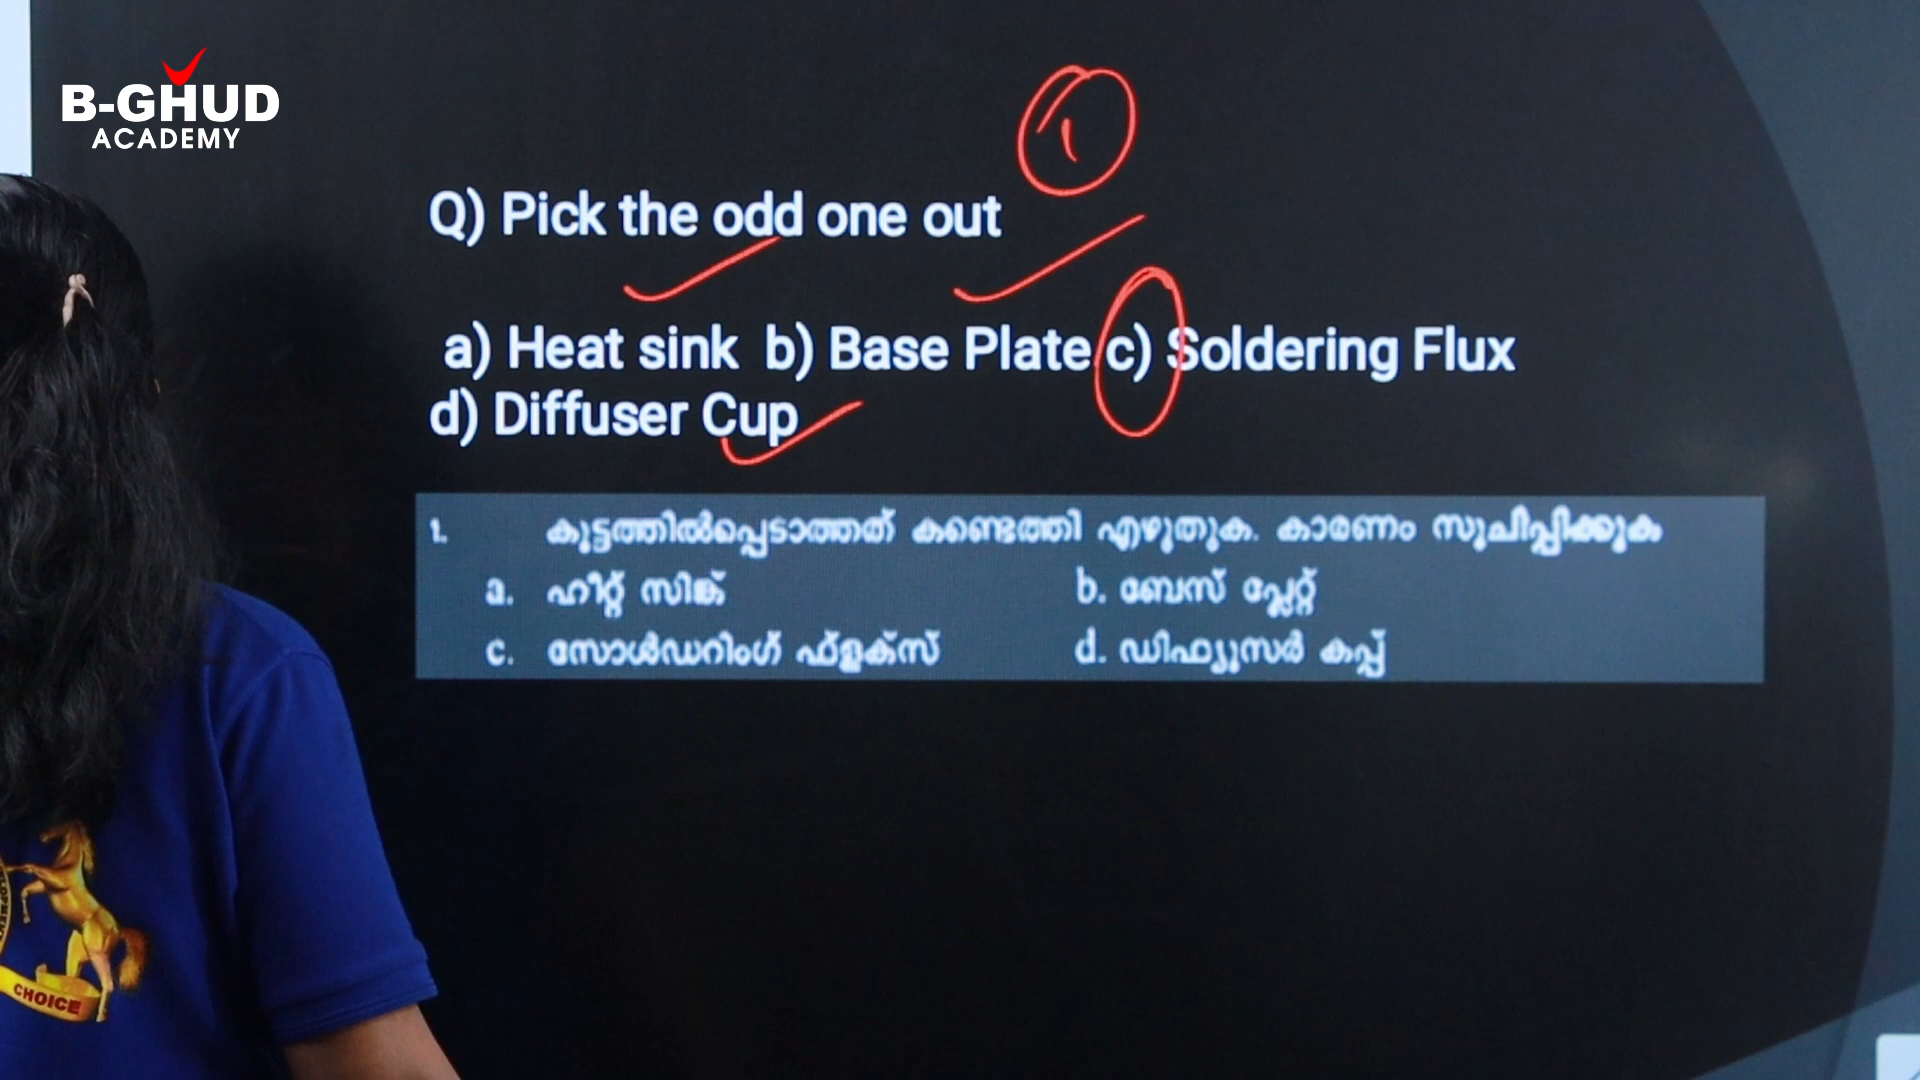 B-GHUD
ACADEMY
1
Q) Pick the odd one out
a) Heat sink b) Base Plate c) Soldering Flux
d) Diffuser Cup
1. കൂട്ടത്തിൽപ്പെടാത്തത് കണ്ടെത്തി എഴുതുക. കാരണം സൂചിപ്പിക്കുക
a. ഹീറ്റ് സിങ്ക് b. ബേസ് പ്ലേറ്റ്
c. സോൾഡറിംഗ് ഫ്ളക്സ് d. ഡിഫ്യൂസർ കപ്പ്
CHOICE